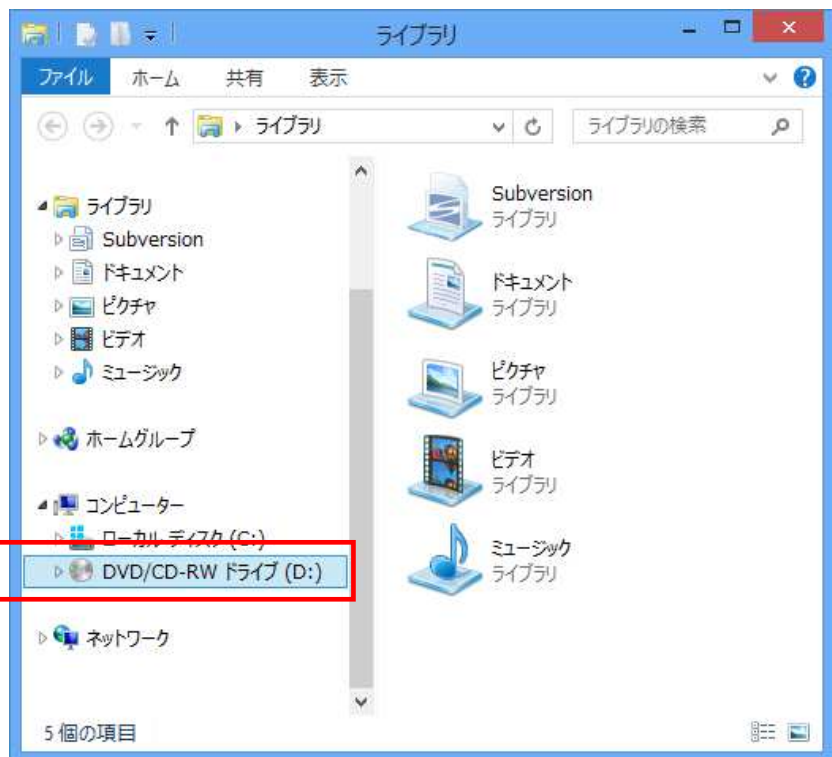 ライブラリ
ファイル ホーム 共有 表示
ライブラリ ライブラリの検索
ライブラリ
Subversion
ドキュメント
ピクチャ
ビデオ
ミュージック
ホームグループ
コンピューター
ローカル ディスク (C:)
DVD/CD-RW ドライブ (D:)
ネットワーク
Subversion
ライブラリ
ドキュメント
ライブラリ
ピクチャ
ライブラリ
ビデオ
ライブラリ
ミュージック
ライブラリ
5 個の項目